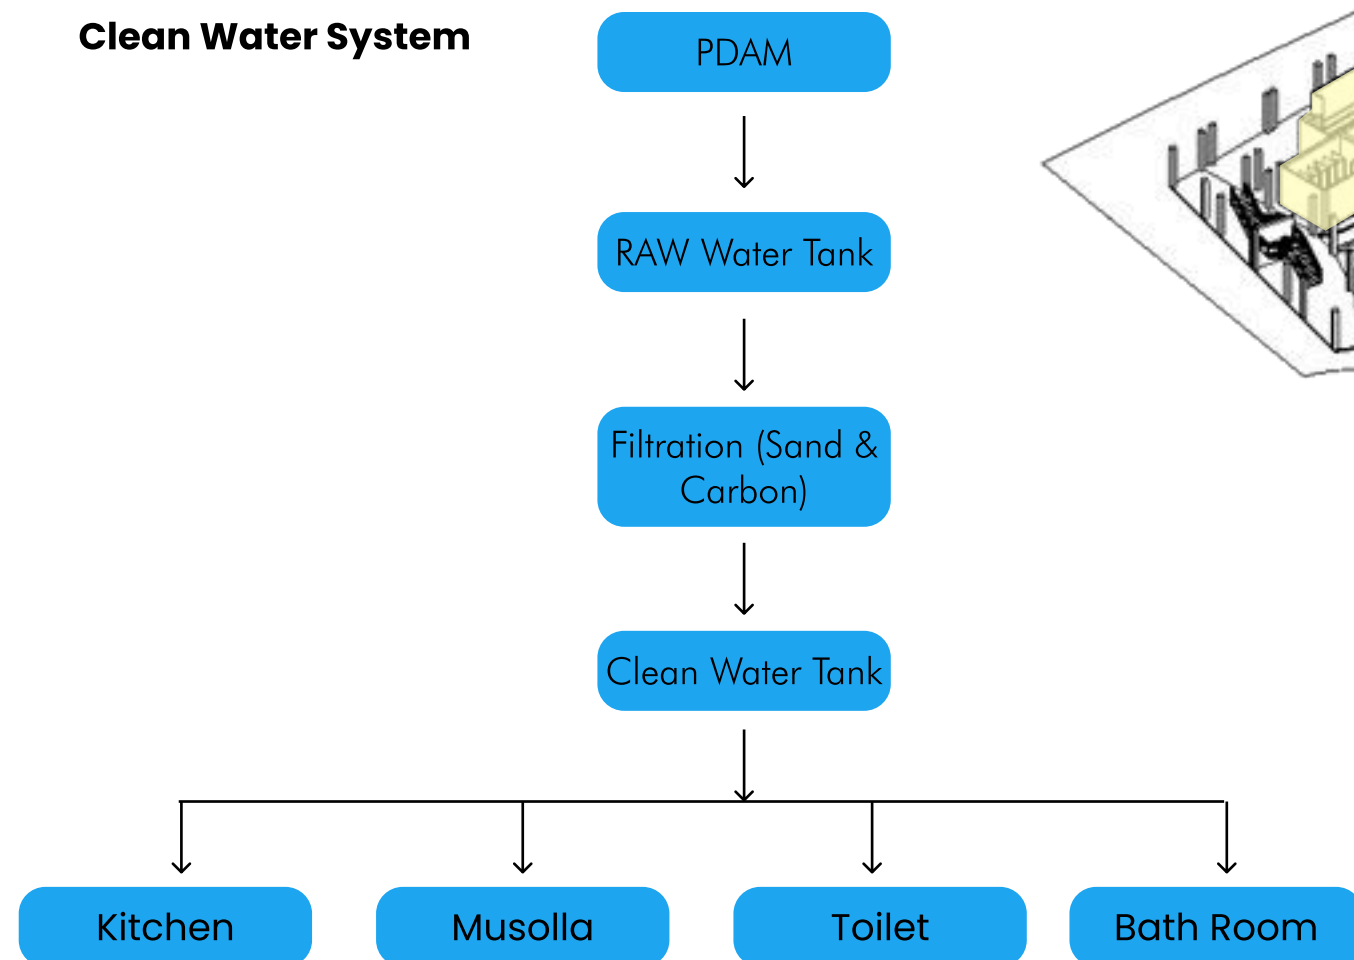 Clean Water System
PDAM
RAW Water Tank
Filtration (Sand &
Carbon)
Clean Water Tank
Kitchen
Musolla
Toilet
Bath Room